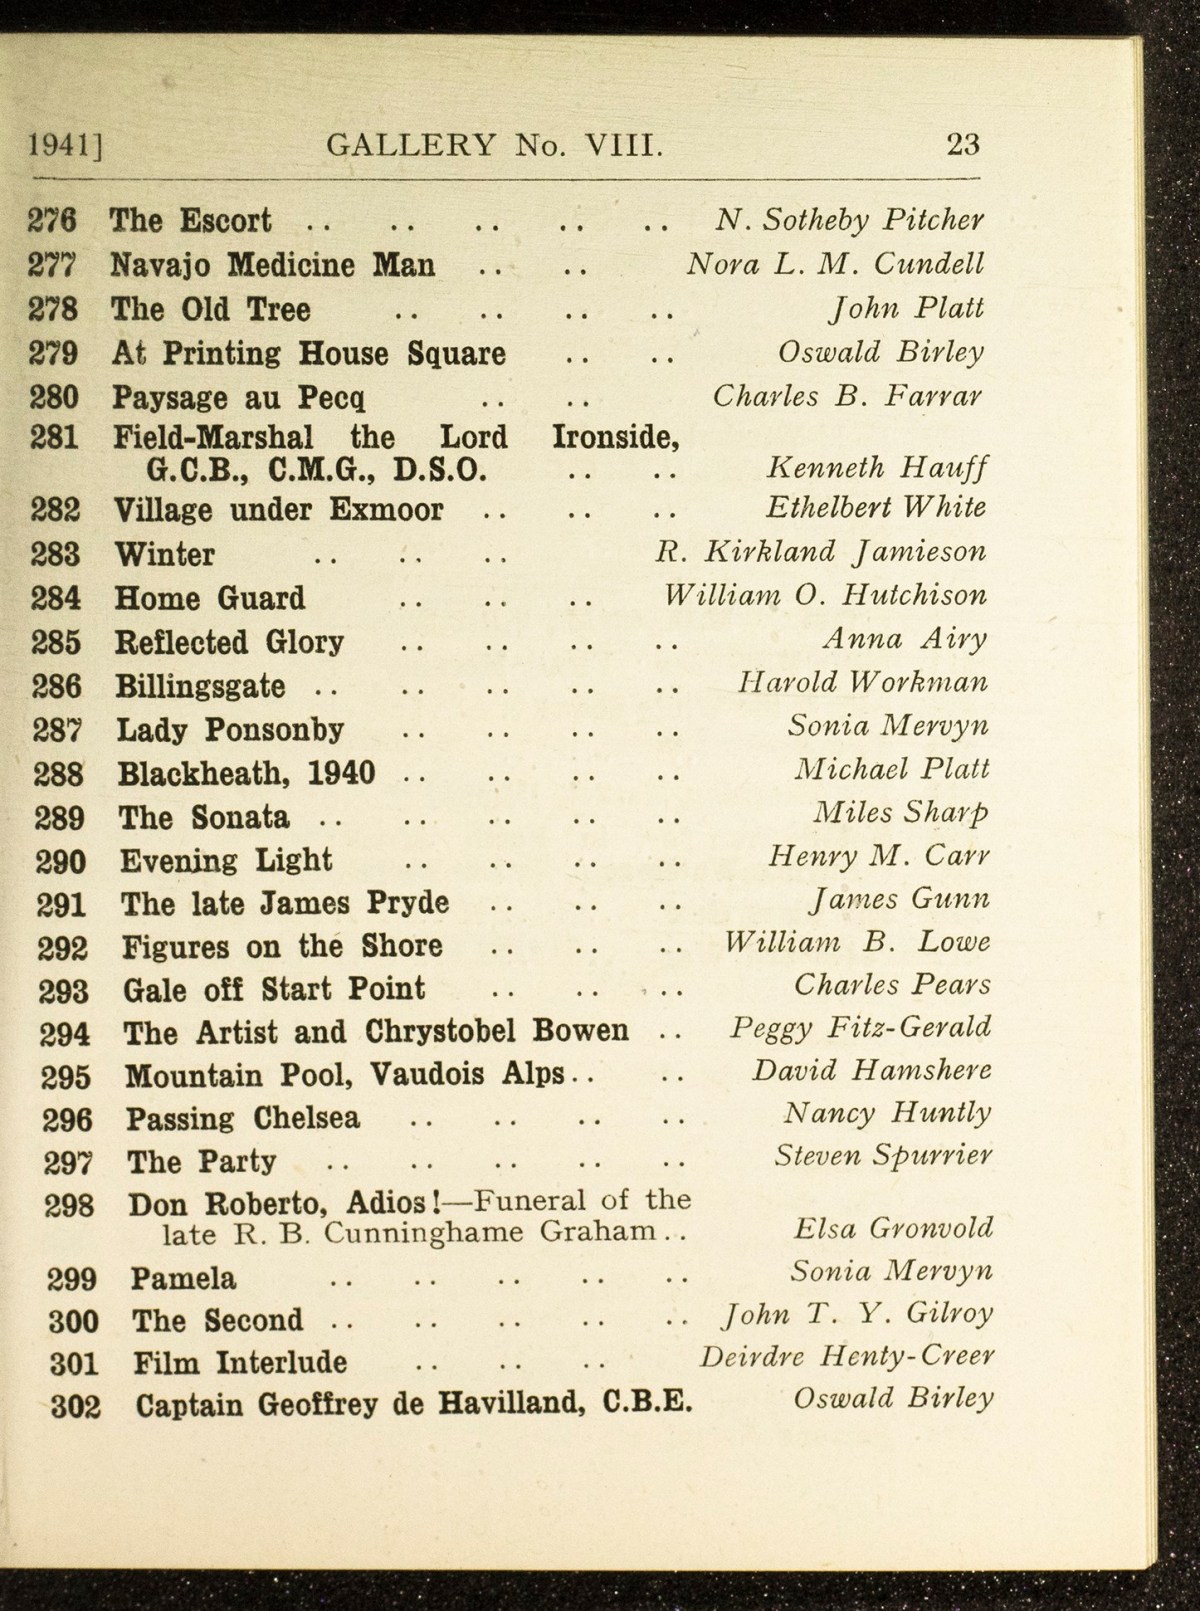 1941] GALLERY No. VIII. 23
276 The Escort .. .. .. .. .. N. Sotheby Pitcher
277 Navajo Medicine Man .. .. Nora L. M. Cundell
278 The Old Tree .. .. .. .. John Platt
279 At Printing House Square .. .. Oswald Birley
280 Paysage au Pecq .. .. Charles B. Farrar
281 Field-Marshal the Lord Ironside,
G.C.B., C.M.G., D.S.O. .. .. Kenneth Hauff
282 Village under Exmoor .. .. .. Ethelbert White
283 Winter .. .. .. R. Kirkland Jamieson
284 Home Guard .. .. .. William O. Hutchison
285 Reflected Glory .. .. .. .. Anna Airy
286 Billingsgate .. .. .. .. .. Harold Workman
287 Lady Ponsonby .. .. .. .. Sonia Mervyn
288 Blackheath, 1940 .. .. .. .. Michael Platt
289 The Sonata .. .. .. .. .. Miles Sharp
290 Evening Light .. .. .. .. Henry M. Carr
291 The late James Pryde .. .. .. James Gunn
292 Figures on the Shore .. .. .. William B. Lowe
293 Gale off Start Point .. .. .. Charles Pears
294 The Artist and Chrystobel Bowen .. Peggy Fitz-Gerald
295 Mountain Pool, Vaudois Alps .. .. David Hamshere
296 Passing Chelsea .. .. .. .. Nancy Huntly
297 The Party .. .. .. .. .. Steven Spurrier
298 Don Roberto, Adios!—Funeral of the
late R. B. Cunninghame Graham .. Elsa Gronvold
299 Pamela .. .. .. .. .. Sonia Mervyn
300 The Second .. .. .. .. .. John T. Y. Gilroy
301 Film Interlude .. .. .. Deirdre Henty-Creer
302 Captain Geoffrey de Havilland, C.B.E. Oswald Birley